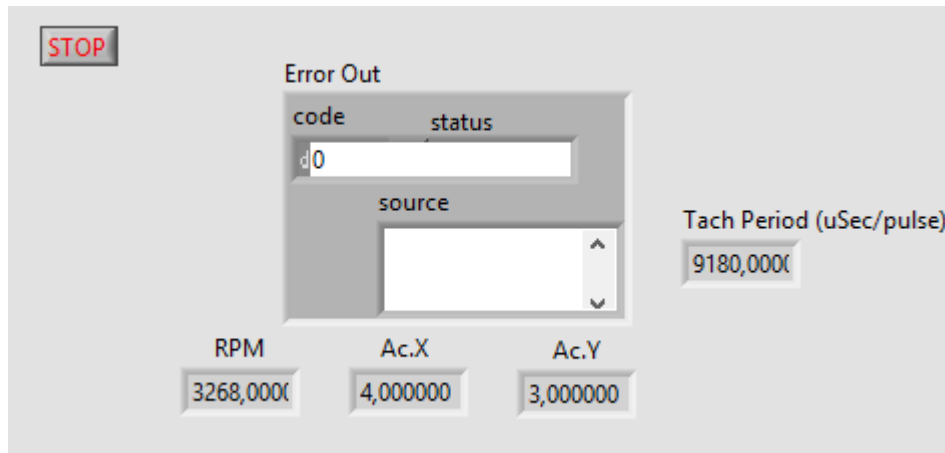 STOP
Error Out
code status
d0
source
Tach Period (uSec/pulse)
9180,0000
RPM Ac.X Ac.Y
3268,0000 4,000000 3,000000